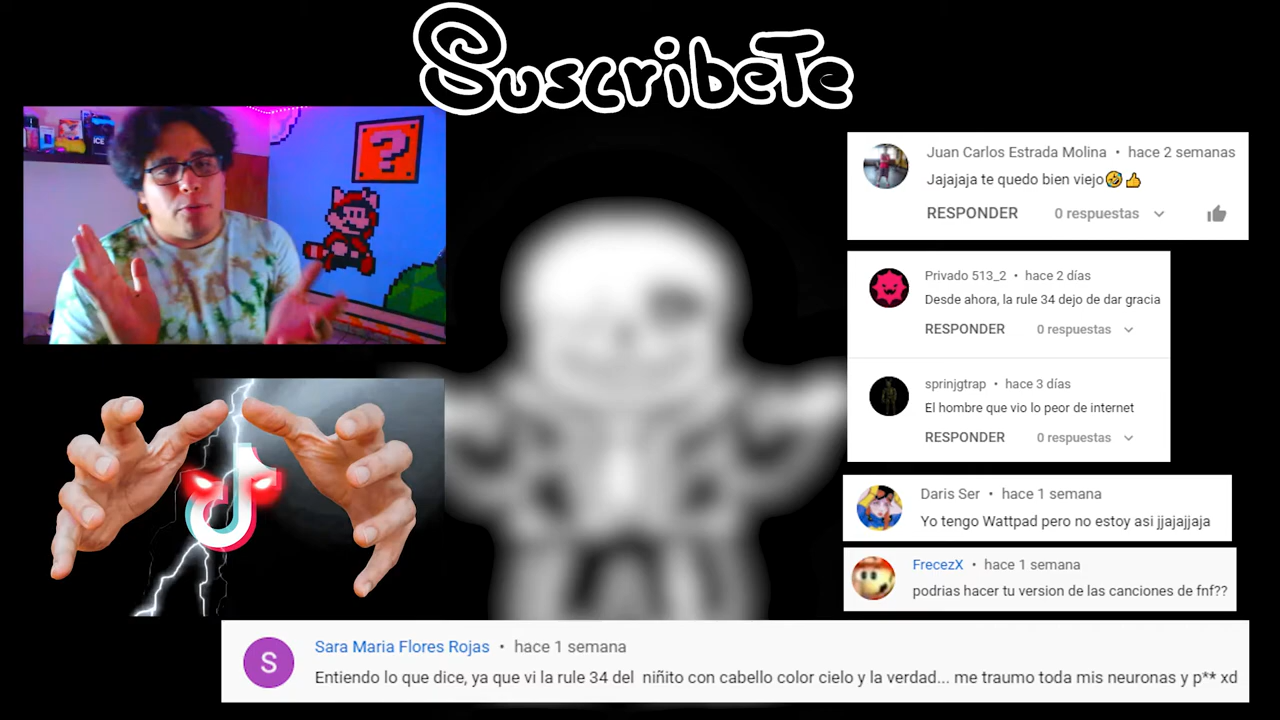 SuscribeTe
ICE
?
Juan Carlos Estrada Molina • hace 2 semanas
Jajajaja te quedo bien viejo🤣👍
RESPONDER 0 respuestas
Privado 513_2 • hace 2 días
Desde ahora, la rule 34 dejo de dar gracia
RESPONDER 0 respuestas
sprinjgtrap • hace 3 días
El hombre que vio lo peor de internet
RESPONDER 0 respuestas
Daris Ser • hace 1 semana
Yo tengo Wattpad pero no estoy asi jjajajjaja
FrecezX • hace 1 semana
podrias hacer tu version de las canciones de fnf??
S
Sara Maria Flores Rojas • hace 1 semana
Entiendo lo que dice, ya que vi la rule 34 del niñito con cabello color cielo y la verdad... me traumo toda mis neuronas y p** xd